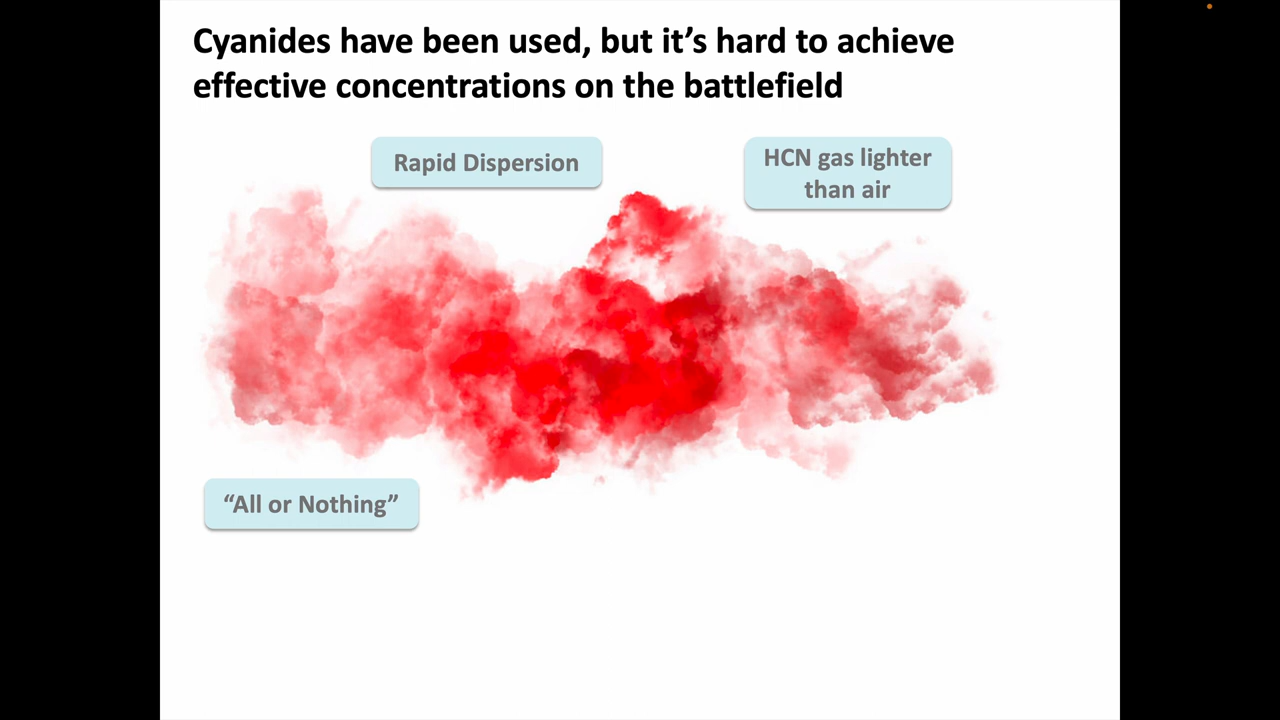 Cyanides have been used, but it’s hard to achieve
effective concentrations on the battlefield
Rapid Dispersion
HCN gas lighter
than air
“All or Nothing”